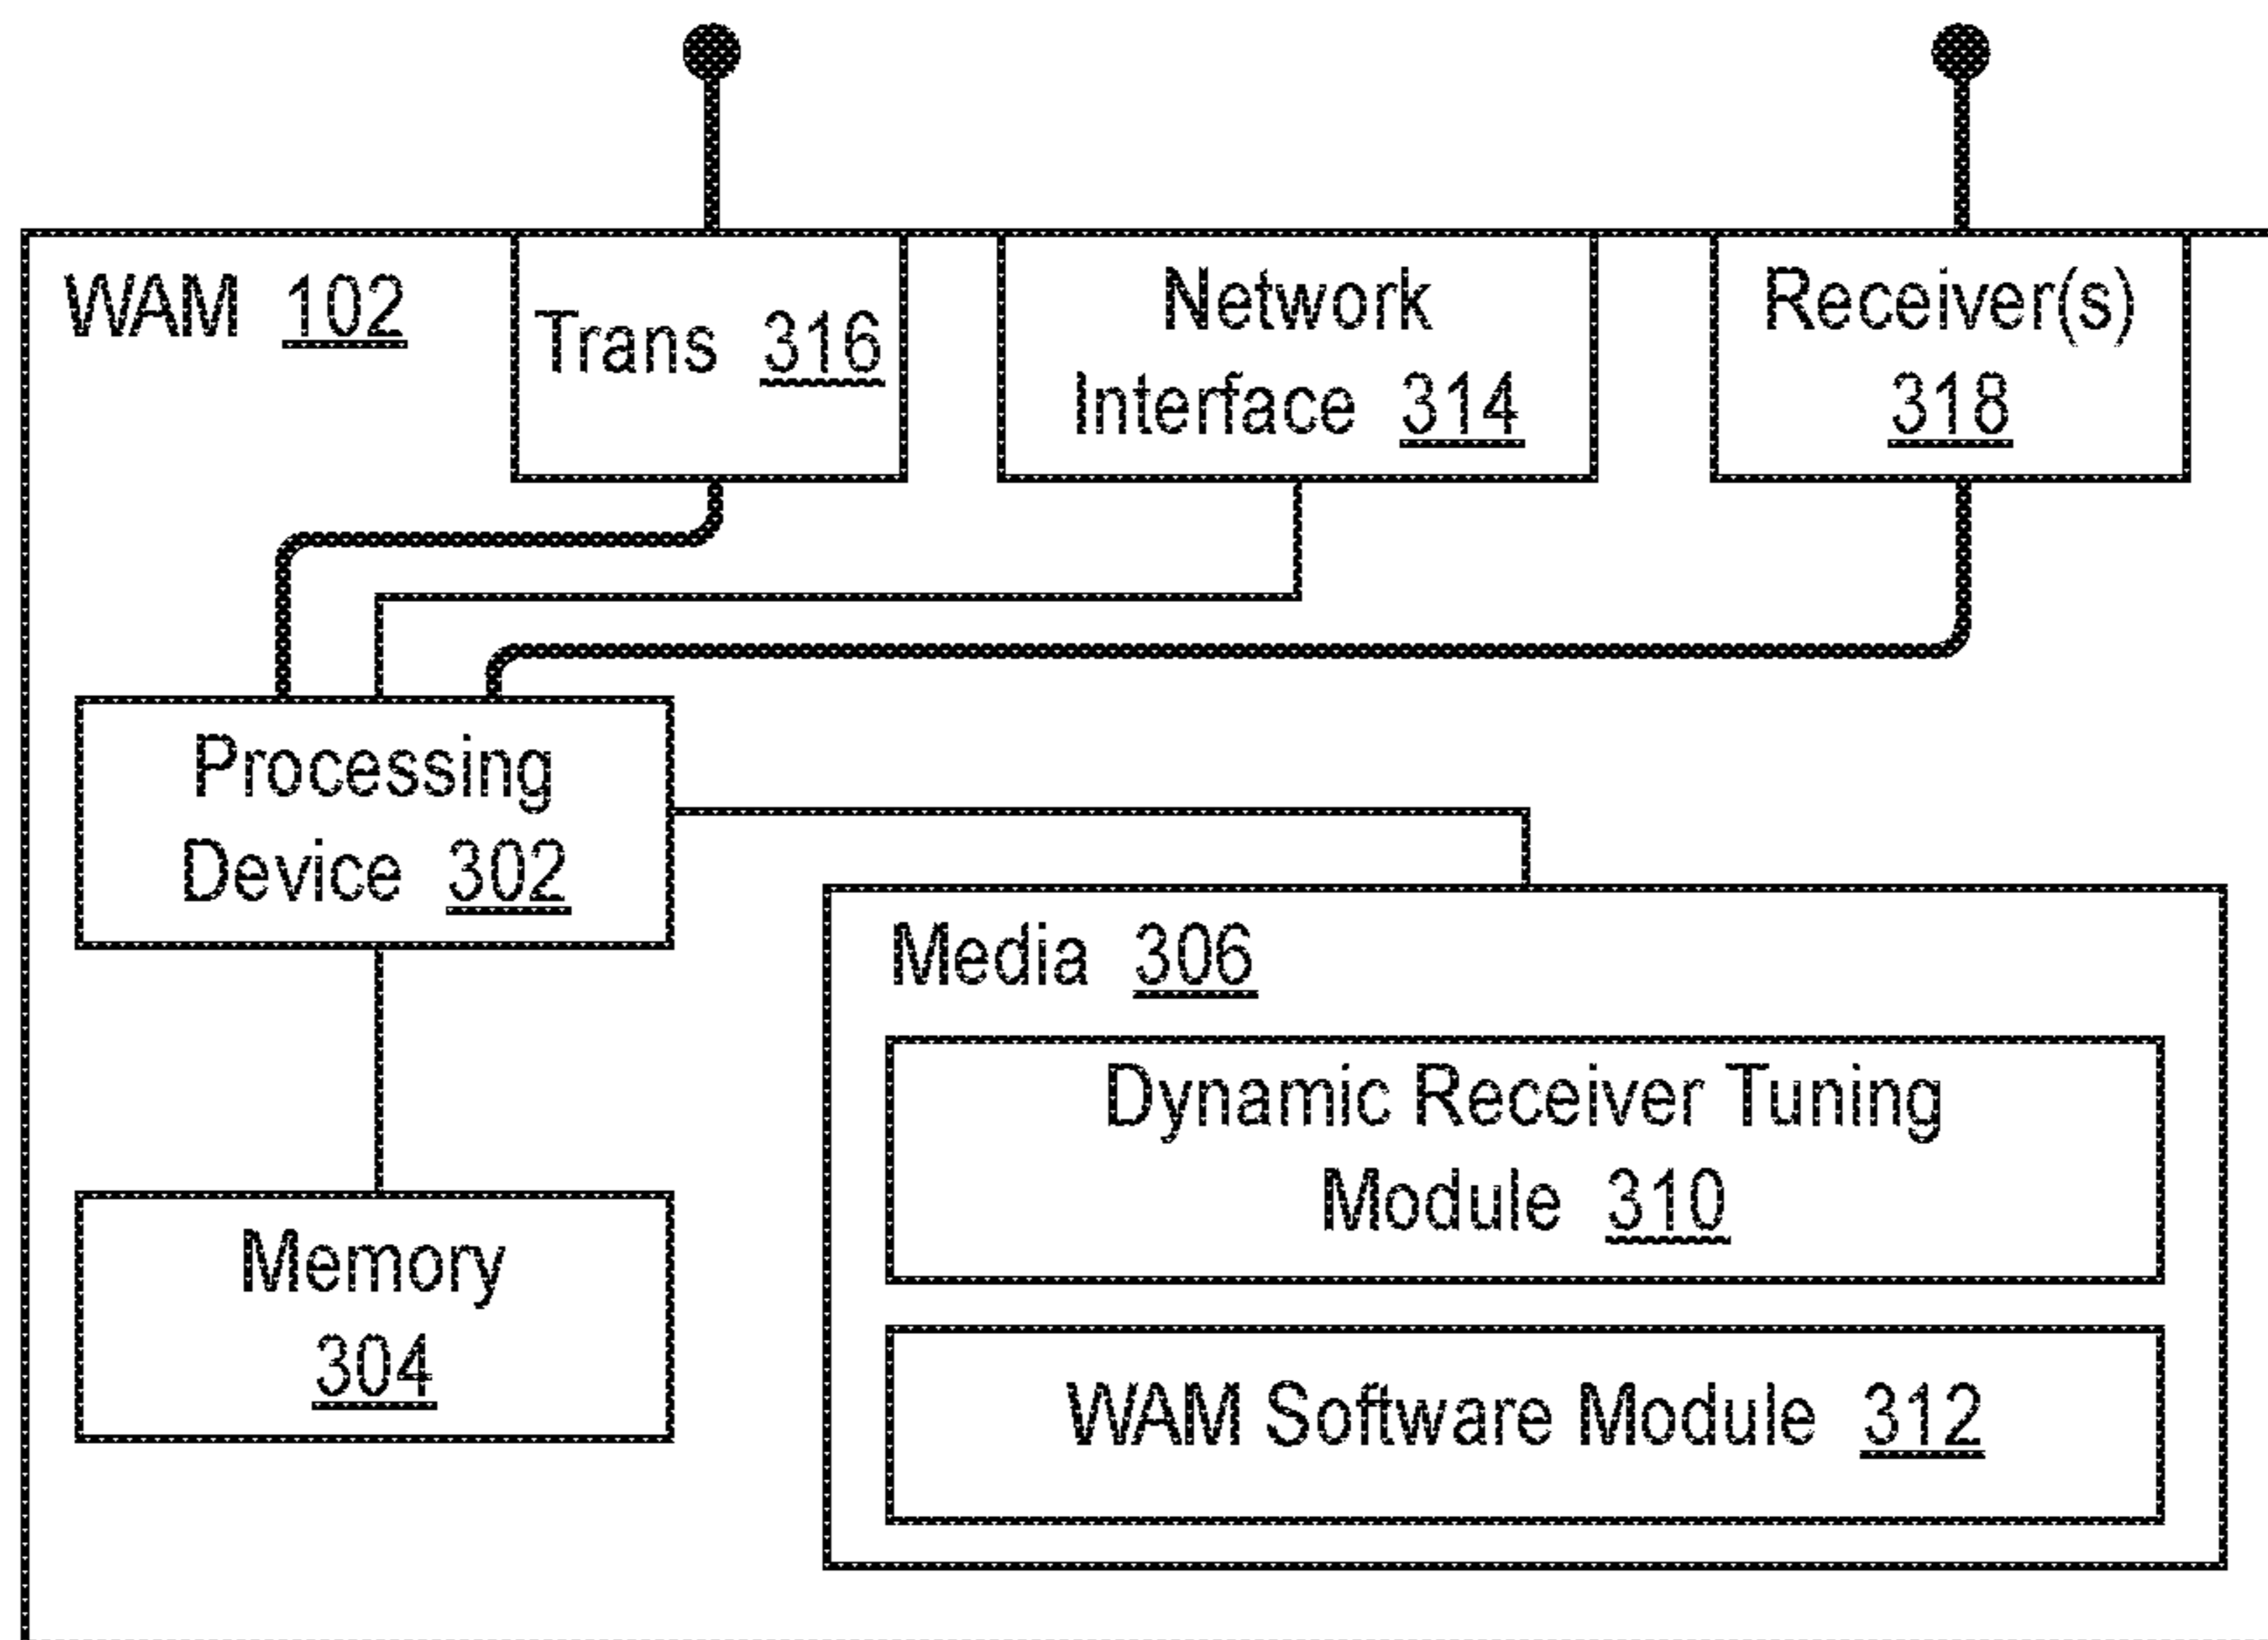 WAM 102
Trans 316
Network
Interface 314
Receiver(s)
318
Processing
Device 302
Media 306
Dynamic Receiver Tuning
Module 310
Memory
304
WAM Software Module 312